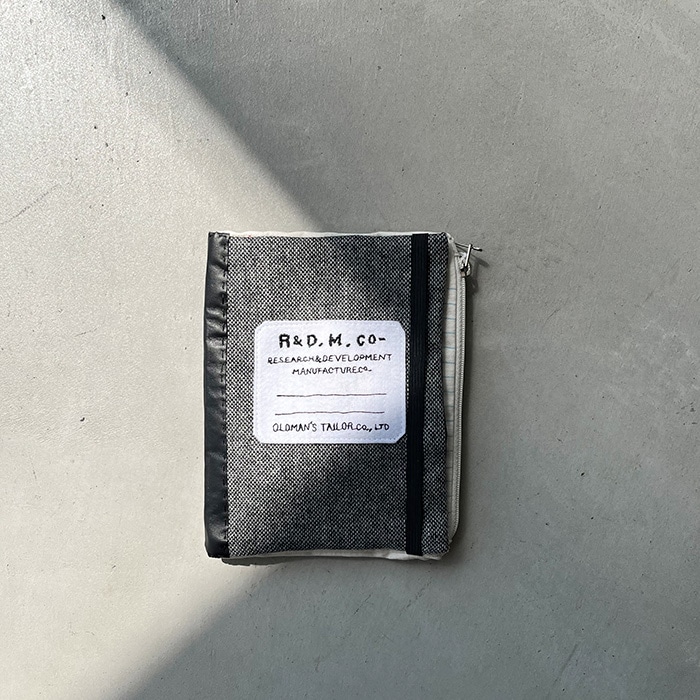 R&D.M.CO-
RESEARCH&DEVELOPMENT
MANUFACTURECO-
OLDMAN'S TAILOR CO., LTD